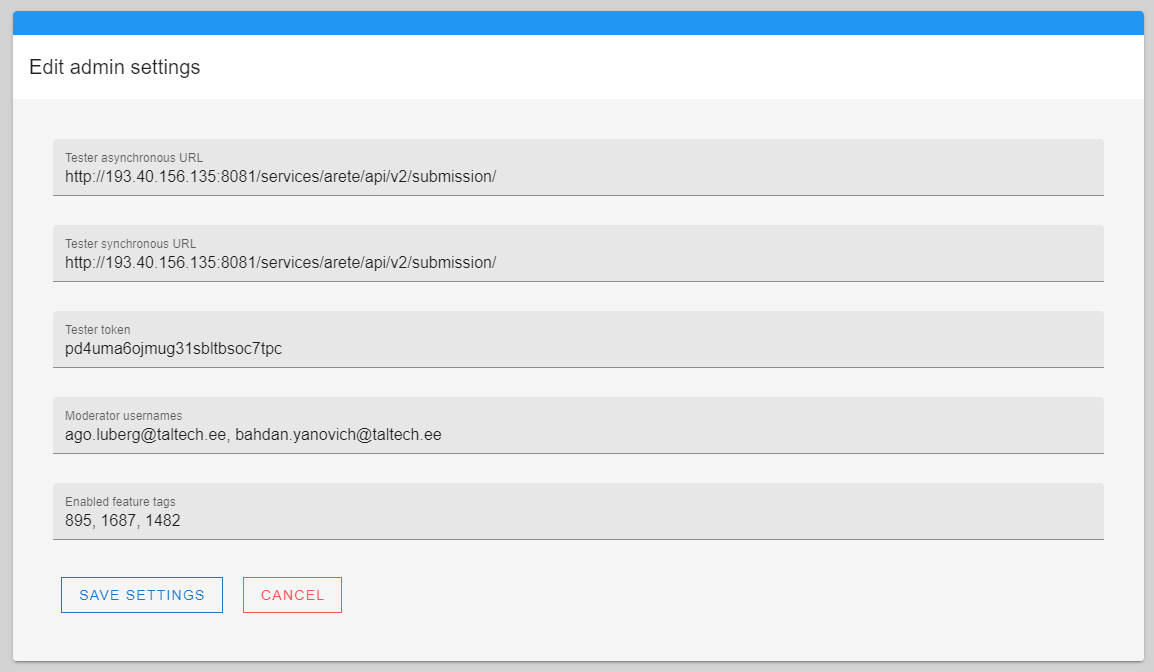 Edit admin settings
Tester asynchronous URL
http://193.40.156.135:8081/services/arete/api/v2/submission/
Tester synchronous URL
http://193.40.156.135:8081/services/arete/api/v2/submission/
Tester token
pd4uma6ojmug31sbltbsoc7tpc
Moderator usernames
ago.luberg@taltech.ee, bahdan.yanovich@taltech.ee
Enabled feature tags
895, 1687, 1482
SAVE SETTINGS CANCEL